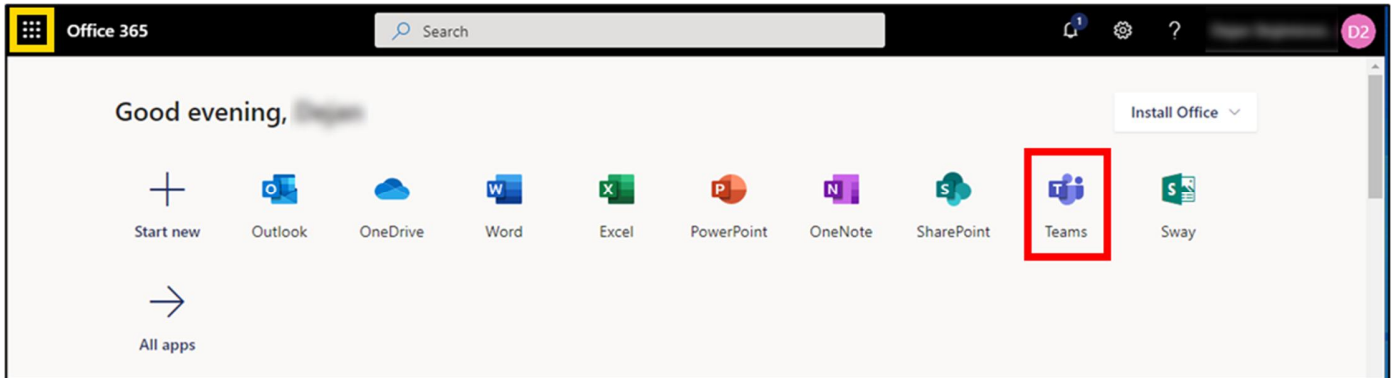 Office 365
Search
1
?
D2
Good evening,
Install Office
Start new
Outlook
OneDrive
Word
Excel
PowerPoint
OneNote
SharePoint
Teams
Sway
All apps